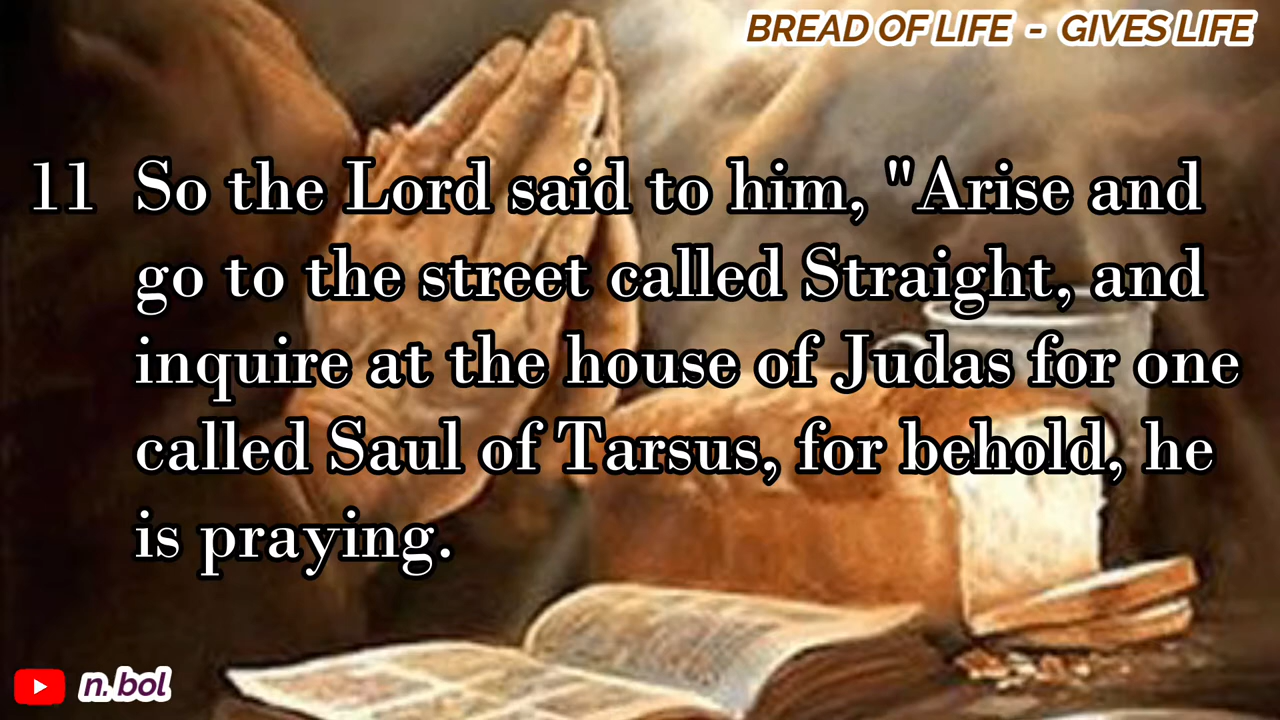 BREAD OF LIFE - GIVES LIFE
11 So the Lord said to him, "Arise and
go to the street called Straight, and
inquire at the house of Judas for one
called Saul of Tarsus, for behold, he
is praying.
n. bol